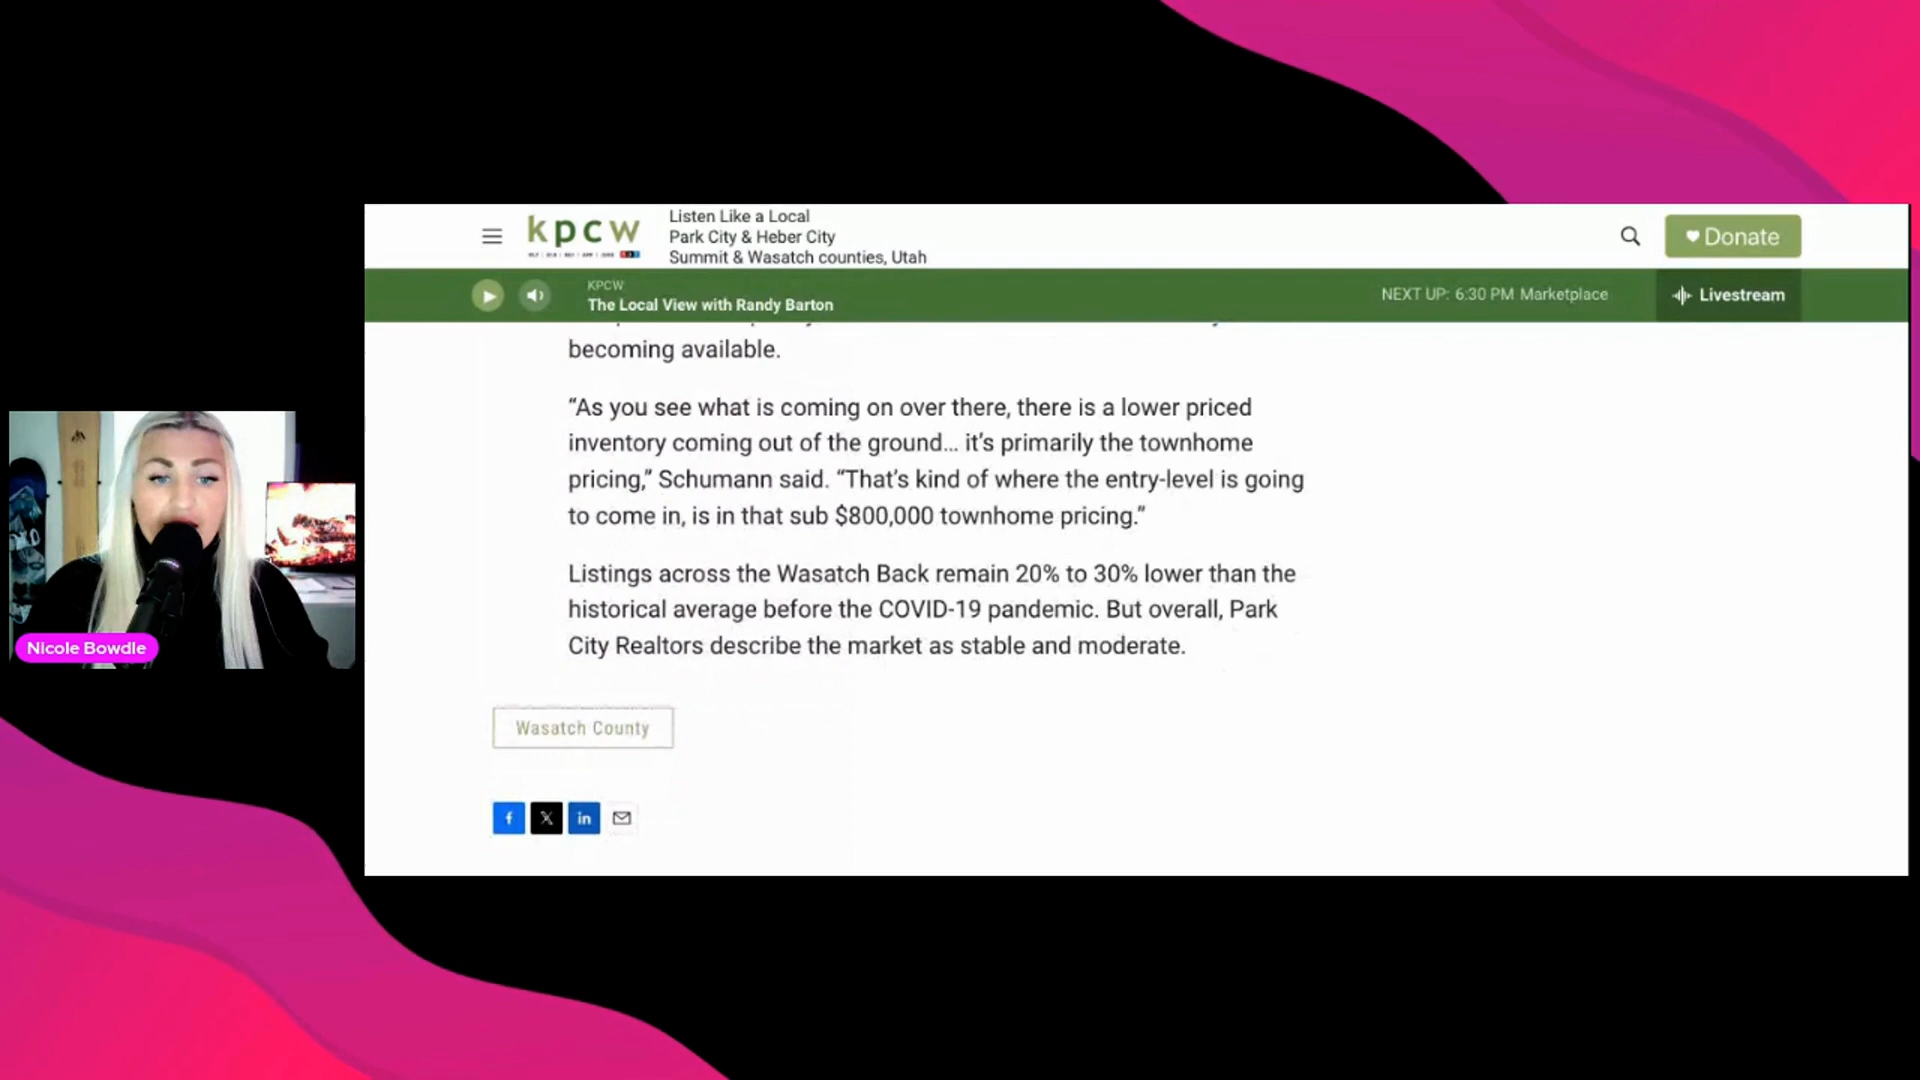 kpcw
Listen Like a Local
Park City & Heber City
Summit & Wasatch counties, Utah
Donate
KPCW
The Local View with Randy Barton
NEXT UP: 6:30 PM Marketplace
Livestream
becoming available.
“As you see what is coming on over there, there is a lower priced
inventory coming out of the ground... it’s primarily the townhome
pricing,” Schumann said. “That’s kind of where the entry-level is going
to come in, is in that sub $800,000 townhome pricing.”
Listings across the Wasatch Back remain 20% to 30% lower than the
historical average before the COVID-19 pandemic. But overall, Park
City Realtors describe the market as stable and moderate.
Nicole Bowdle
Wasatch County